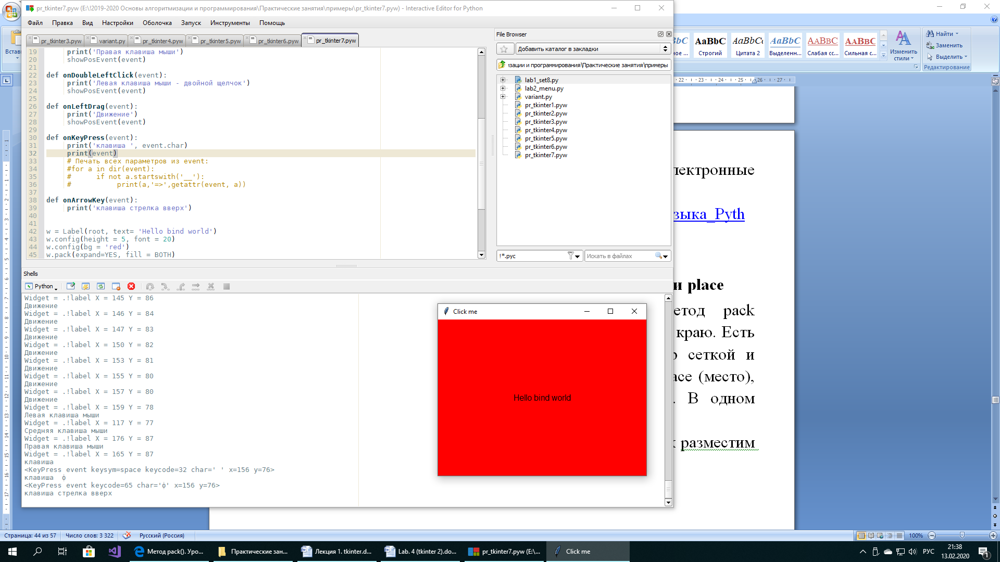 pr_tkinter7.pyw (E:\!2019-2020 Основы алгоритмизации и программирования\Практические занятия\примеры\pr_tkinter7.pyw) - Interactive Editor for Python
Файл Правка Вид Настройки Оболочка Запуск Инструменты Помощь
pr_tkinter3.pyw variant.py pr_tkinter4.pyw pr_tkinter5.pyw pr_tkinter6.pyw pr_tkinter7.pyw
19 print('Правая клавиша мыши')
20 showPosEvent(event)
21
22 def onDoubleLeftClick(event):
23 print('Левая клавиша мыши - двойной щелчок')
24 showPosEvent(event)
25
26 def onLeftDrag(event):
27 print('Движение')
28 showPosEvent(event)
29
30 def onKeyPress(event):
31 print('клавиша ', event.char)
32 print(event)
33 # Печать всех параметров из event:
34 #for a in dir(event):
35 # if not a.startswith('__'):
36 # print(a,'=>',getattr(event, a))
37
38 def onArrowKey(event):
39 print('клавиша стрелка вверх')
40
41
42 w = Label(root, text= 'Hello bind world')
43 w.config(height = 5, font = 20)
44 w.config(bg = 'red')
45 w.pack(expand=YES, fill = BOTH)
File Browser
Добавить каталог в закладки
изации и программирования\Практические занятия\примеры
lab1_set8.py
lab2_menu.py
variant.py
pr_tkinter1.pyw
pr_tkinter2.pyw
pr_tkinter3.pyw
pr_tkinter4.pyw
pr_tkinter5.pyw
pr_tkinter6.pyw
pr_tkinter7.pyw
!*.pyc Искать в файлах
Shells
Python
Widget = .!label X = 145 Y = 86
Движение
Widget = .!label X = 146 Y = 84
Движение
Widget = .!label X = 147 Y = 83
Движение
Widget = .!label X = 150 Y = 82
Движение
Widget = .!label X = 153 Y = 81
Движение
Widget = .!label X = 155 Y = 80
Движение
Widget = .!label X = 157 Y = 80
Движение
Widget = .!label X = 159 Y = 78
Левая клавиша мыши
Widget = .!label X = 117 Y = 77
Средняя клавиша мыши
Widget = .!label X = 176 Y = 87
Правая клавиша мыши
Widget = .!label X = 165 Y = 87
клавиша
<KeyPress event keysym=space keycode=32 char=' ' x=156 y=76>
клавиша ф
<KeyPress event keycode=65 char='ф' x=156 y=76>
клавиша стрелка вверх
Click me
Hello bind world
Встав
AaBbC AaBbCc AaBbC AABBC AABBC
Строгий Цитата 2 Выделенн... Слабая сс... Сильная с...
Изменить стили
Найти
Заменить
Выделить
Редактирование
22 23 24 25 26 27
лектронные
зыка_Pyth
и place
етод pack
краю. Есть
сеткой и
ace (место),
. В одном
разместим
Страница: 44 из 57 Число слов: 3 322 Русский (Россия) 100%
Метод pack(). Уро... Практические зан... Лекция 1. tkinter.d... Lab. 4 (tkinter 2).do... pr_tkinter7.pyw (E:\... Click me
РУС
21:38
13.02.2020
1